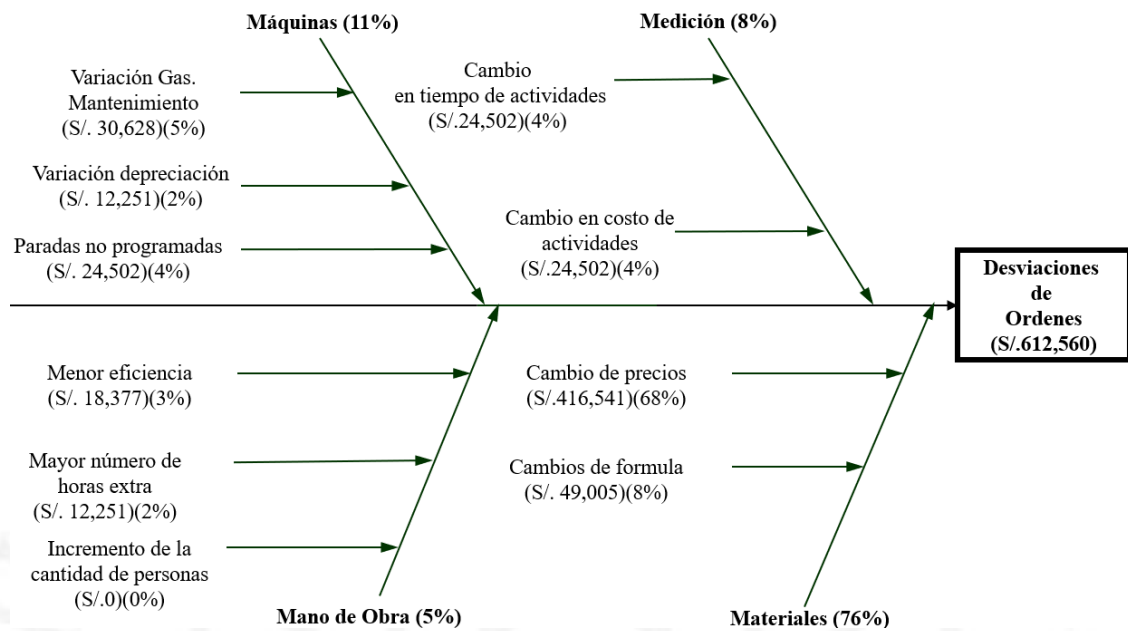 Máquinas (11%)
Variación Gas.
Mantenimiento
(S/. 30,628)(5%)
Variación depreciación
(S/. 12,251)(2%)
Paradas no programadas
(S/. 24,502)(4%)
Medición (8%)
Cambio
en tiempo de actividades
(S/.24,502)(4%)
Cambio en costo de
actividades
(S/.24,502)(4%)
Desviaciones
de
Ordenes
(S/.612,560)
Menor eficiencia
(S/. 18,377)(3%)
Mayor número de
horas extra
(S/. 12,251)(2%)
Incremento de la
cantidad de personas
(S/.0)(0%)
Mano de Obra (5%)
Cambio de precios
(S/.416,541)(68%)
Cambios de formula
(S/. 49,005)(8%)
Materiales (76%)